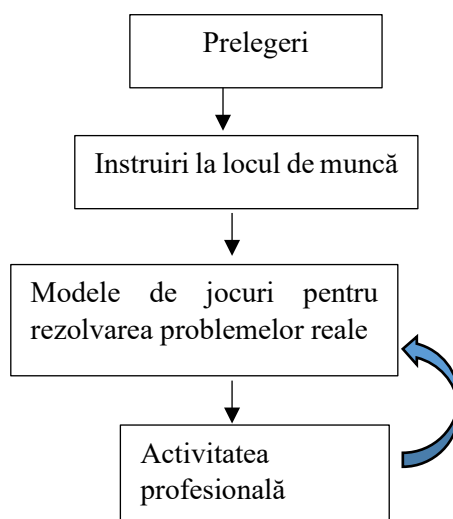 Prelegeri
Instruiri la locul de muncă
Modele de jocuri pentru
rezolvarea problemelor reale
Activitatea
profesională